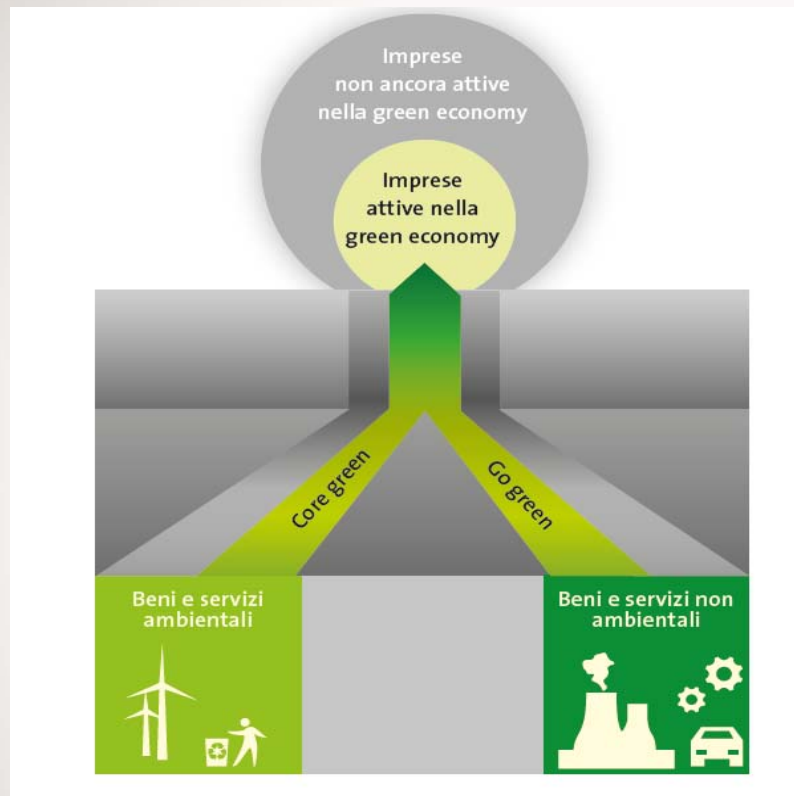 Imprese
non ancora attive
nella green economy
Imprese
attive nella
green economy
Core green
Go green
Beni e servizi
ambientali
Beni e servizi non
ambientali